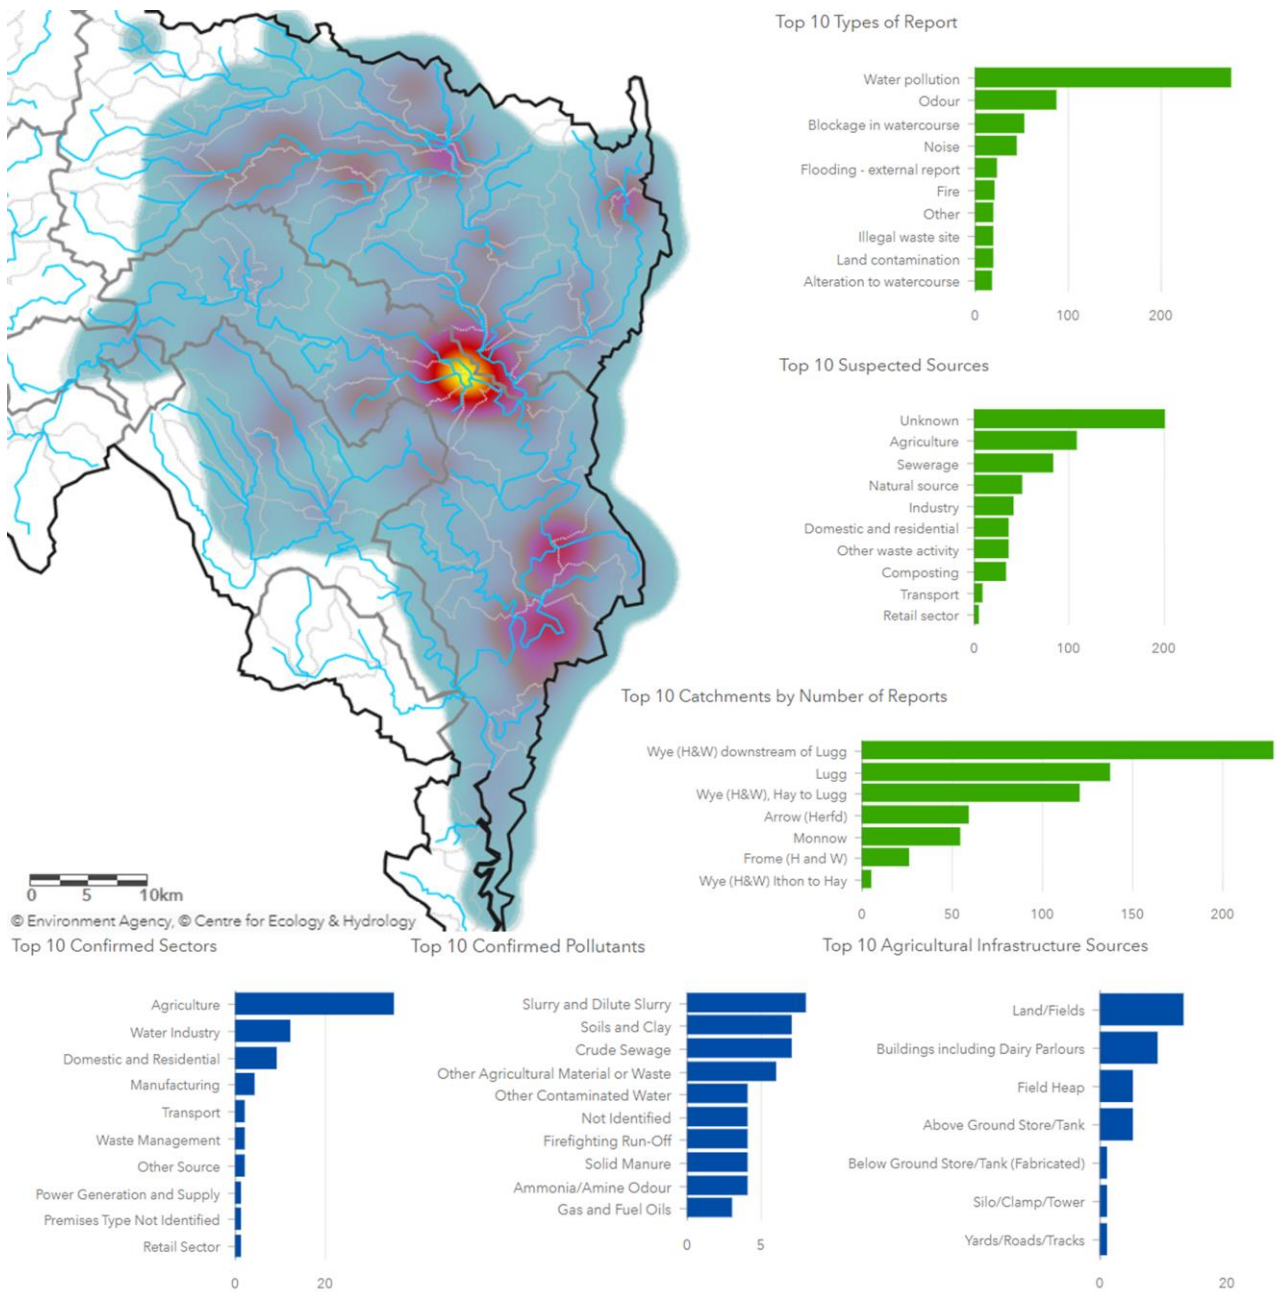 Top 10 Types of Report
Water pollution
Odour
Blockage in watercourse
Noise
Flooding - external report
Fire
Other
Illegal waste site
Land contamination
Alteration to watercourse
0 100 200
Top 10 Suspected Sources
Unknown
Agriculture
Sewerage
Natural source
Industry
Domestic and residential
Other waste activity
Composting
Transport
Retail sector
0 100 200
Top 10 Catchments by Number of Reports
Wye (H&W) downstream of Lugg
Lugg
Wye (H&W), Hay to Lugg
Arrow (Herfd)
Monnow
Frome (H and W)
Wye (H&W) Ithon to Hay
0 50 100 150 200
0 5 10km
© Environment Agency, © Centre for Ecology & Hydrology
Top 10 Confirmed Sectors
Agriculture
Water Industry
Domestic and Residential
Manufacturing
Transport
Waste Management
Other Source
Power Generation and Supply
Premises Type Not Identified
Retail Sector
0 20
Top 10 Confirmed Pollutants
Slurry and Dilute Slurry
Soils and Clay
Crude Sewage
Other Agricultural Material or Waste
Other Contaminated Water
Not Identified
Firefighting Run-Off
Solid Manure
Ammonia/Amine Odour
Gas and Fuel Oils
0 5
Top 10 Agricultural Infrastructure Sources
Land/Fields
Buildings including Dairy Parlours
Field Heap
Above Ground Store/Tank
Below Ground Store/Tank (Fabricated)
Silo/Clamp/Tower
Yards/Roads/Tracks
0 20